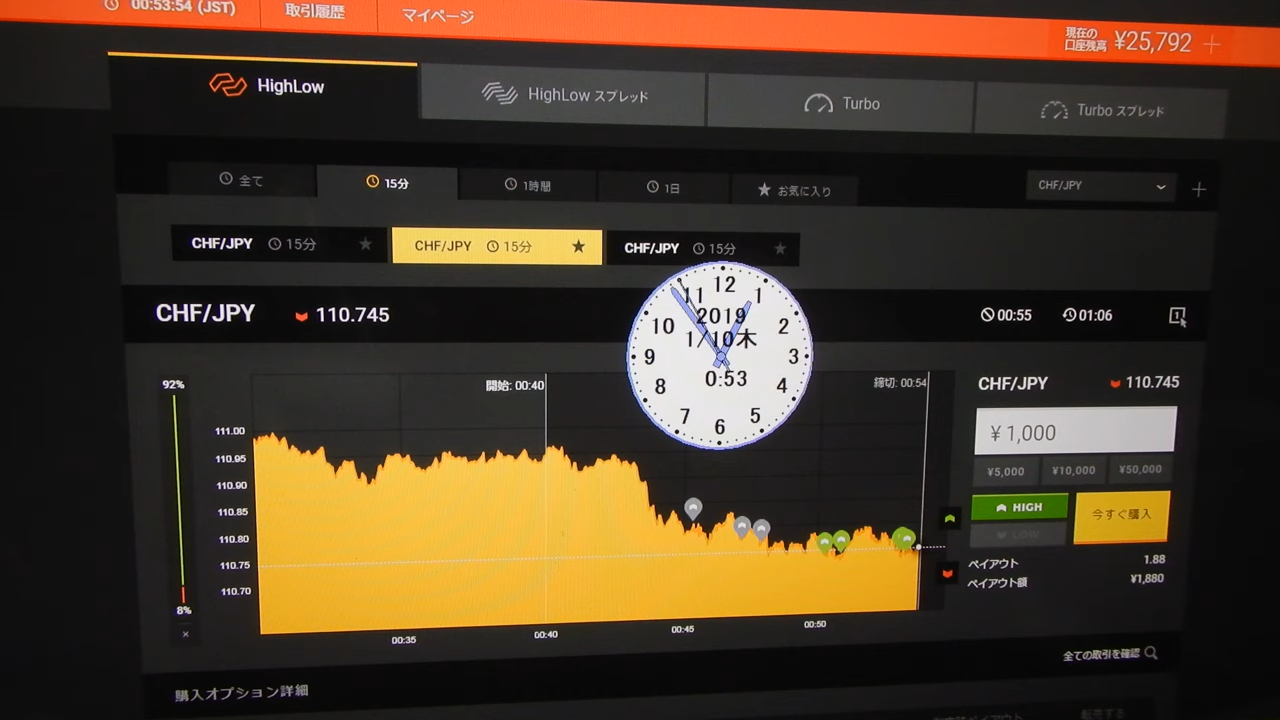 00:53:54 (JST)
取引履歴
マイページ
現在の
口座残高
¥25,792
HighLow
HighLow スプレッド
Turbo
Turbo スプレッド
全て
15分
1時間
1日
お気に入り
CHF/JPY
CHF/JPY 15分
CHF/JPY 15分
CHF/JPY 15分
CHF/JPY 110.745
00:55
01:06
12
1
2
3
4
5
6
7
8
9
10
11
2019
1/10木
0:53
92%
8%
開始: 00:40
締切: 00:54
111.00
110.95
110.90
110.85
110.80
110.75
110.70
00:35
00:40
00:45
00:50
CHF/JPY 110.745
¥ 1,000
¥5,000
¥10,000
¥50,000
HIGH
LOW
今すぐ購入
ペイアウト 1.88
ペイアウト額 ¥1,880
全ての取引を確認
購入オプション詳細